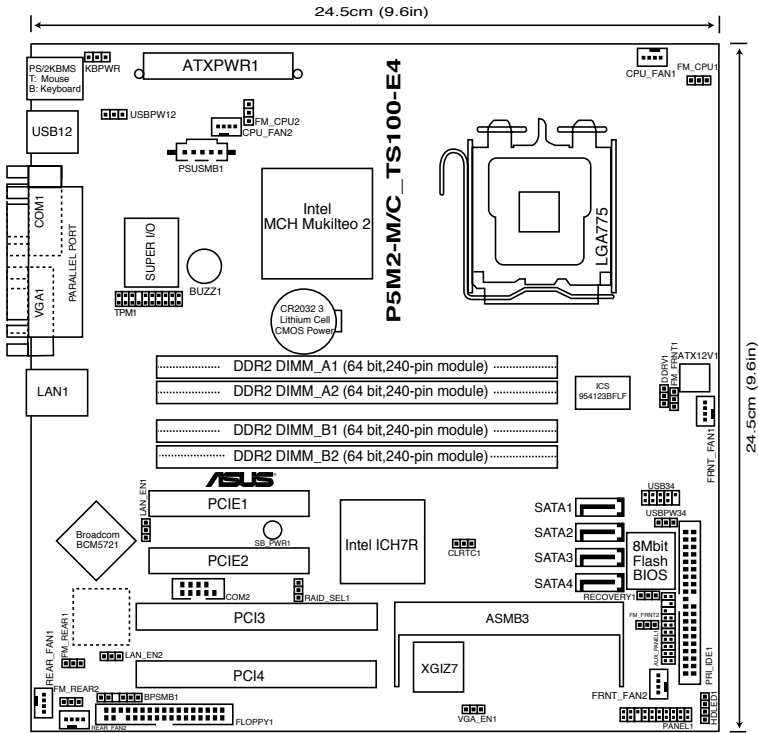 24.5cm (9.6in)
PS/2KBMS
T: Mouse
B: Keyboard
KBPWR
ATXPWR1
CPU_FAN1
FM_CPU1
USBPW12
FM_CPU2
CPU_FAN2
USB12
PSUSMB1
P5M2-M/C_TS100-E4
24.5cm (9.6in)
COM1
PARALLEL PORT
VGA1
SUPER I/O
BUZZ1
TPM1
Intel
MCH Mukilteo 2
LGA775
CR2032 3
Lithium Cell
CMOS Power
DDR2 DIMM_A1 (64 bit,240-pin module)
DDR2 DIMM_A2 (64 bit,240-pin module)
DDR2 DIMM_B1 (64 bit,240-pin module)
DDR2 DIMM_B2 (64 bit,240-pin module)
ICS
954123BFLF
DDRV1
FM_FRNT1
ATX12V1
FRNT_FAN1
LAN1
ASUS
LAN_EN1
PCIE1
Broadcom
BCM5721
SB_PWR1
PCIE2
Intel ICH7R
CLRTC1
SATA1
SATA2
SATA3
SATA4
USB34
USBPW34
8Mbit
Flash
BIOS
RECOVERY1
COM2
RAID_SEL1
PCI3
ASMB3
FM_FRNT2
AUX_PANEL1
PRI_IDE1
REAR_FAN1
FM_REAR1
LAN_EN2
PCI4
XGIZ7
FM_REAR2
BPSMB1
REAR_FAN2
FLOPPY1
VGA_EN1
FRNT_FAN2
PANEL1
HDLED1